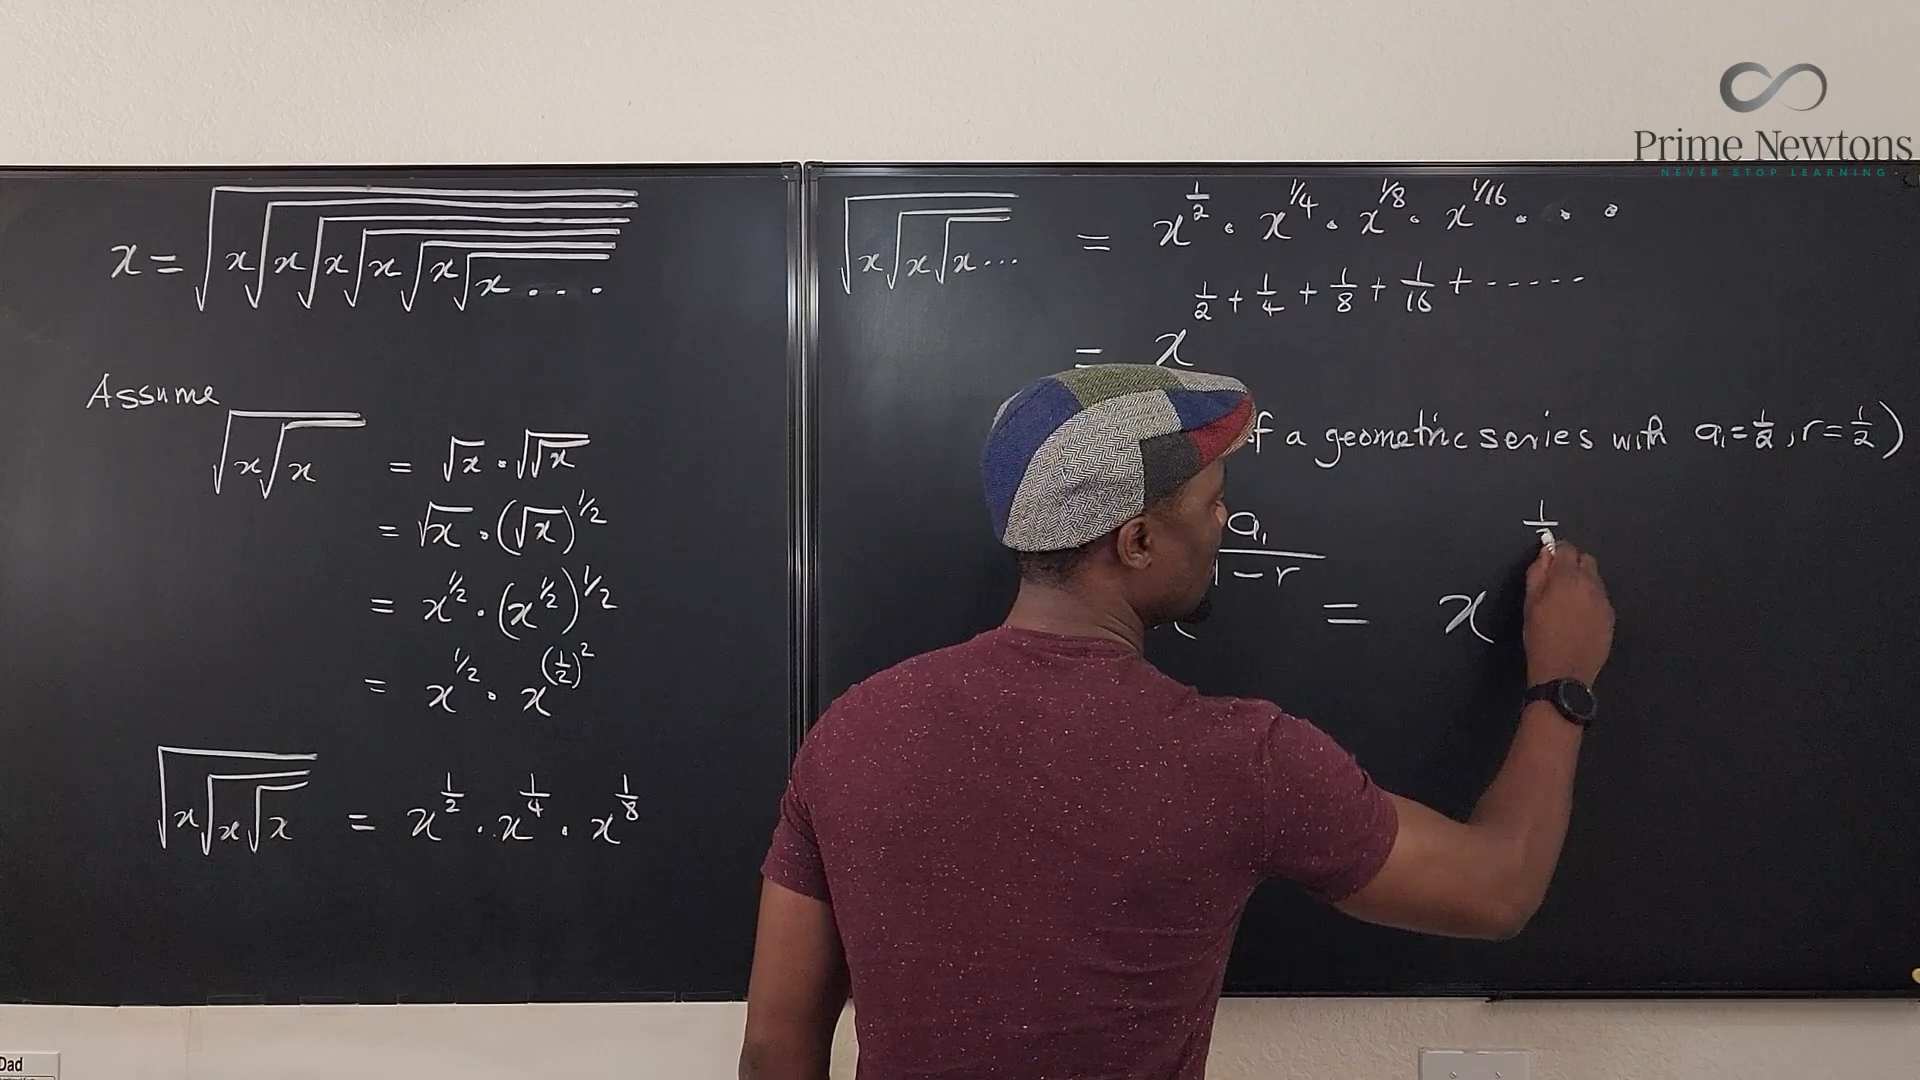 Prime Newtons
NEVER STOP LEARNING
x = √(x√(x√(x√(x√(x√(x...
Assume
√(x√x) = √x · √√x
= √x · (√x)^1/2
= x^1/2 · (x^1/2)^1/2
= x^1/2 · x^(1/2)^2
√(x√(x√x)) = x^1/2 · x^1/4 · x^1/8
√(x√(x√(x... = x^1/2 · x^1/4 · x^1/8 · x^1/16 · · ·
= x^1/2 + 1/4 + 1/8 + 1/16 + -----
a geometric series with a₁ = 1/2, r = 1/2)
a₁/(1 - r) = x^1/
Dad